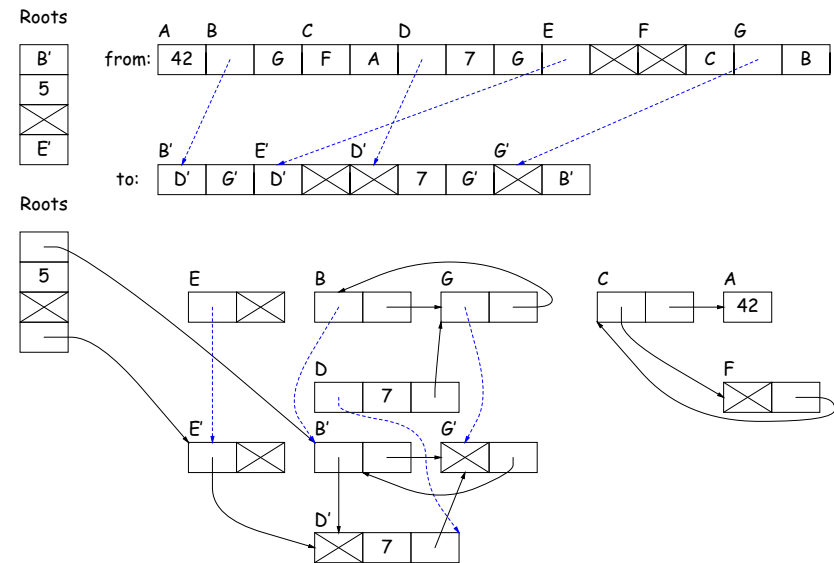 Roots
A B C D E F G
B'
from: 42 G F A 7 G C B
5
E'
B' E' D' G'
to: D' G' D' 7 G' B'
Roots
5
E B G C A
42
D F
7
E' B' G'
D'
7